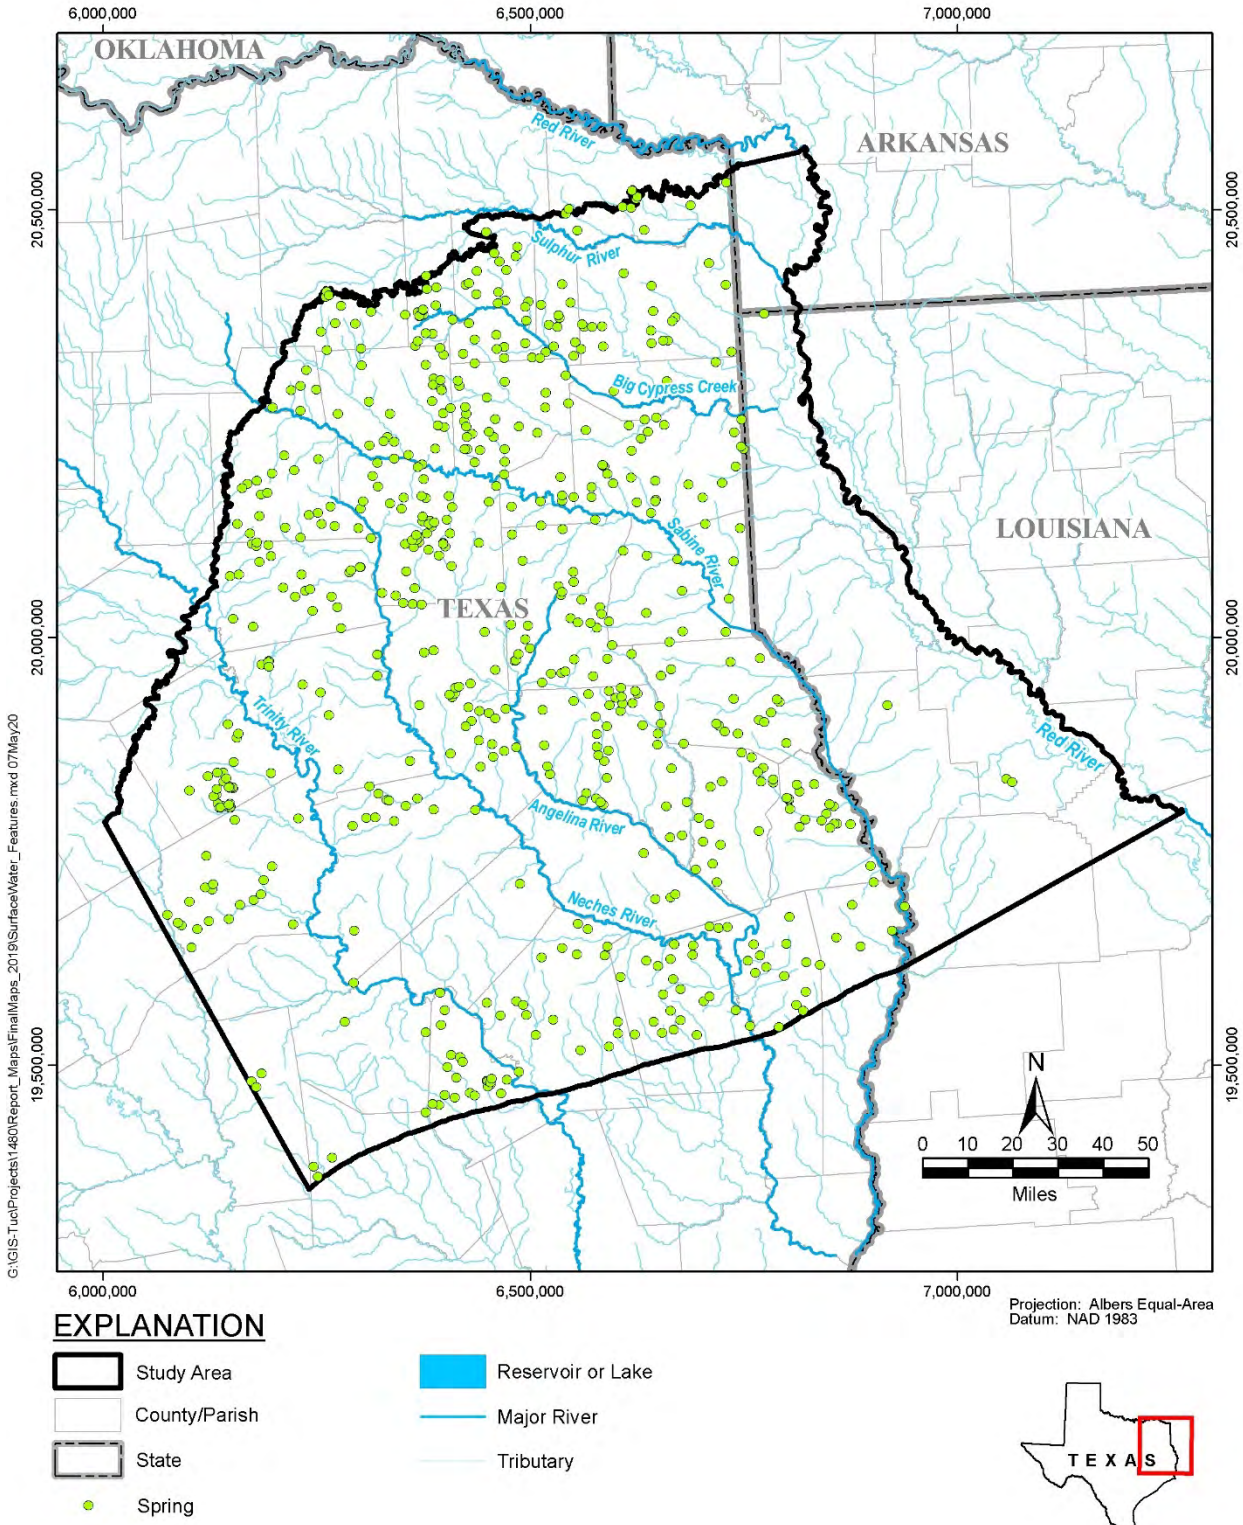 6,000,000 6,500,000 7,000,000
OKLAHOMA
Red River
ARKANSAS
20,500,000 20,500,000
Sulphur River
Big Cypress Creek
Sabine River
LOUISIANA
TEXAS
20,000,000 20,000,000
Trinity River
Red River
Angelina River
Neches River
19,500,000 19,500,000
N
0 10 20 30 40 50
Miles
G:\GIS-Tuc\Projects\1480\Report_Maps\FinalMaps_2019\SurfaceWater_Features.mxd 07May20
6,000,000 6,500,000 7,000,000
Projection: Albers Equal-Area
Datum: NAD 1983
EXPLANATION
Study Area
County/Parish
State
Spring
Reservoir or Lake
Major River
Tributary
TEXAS